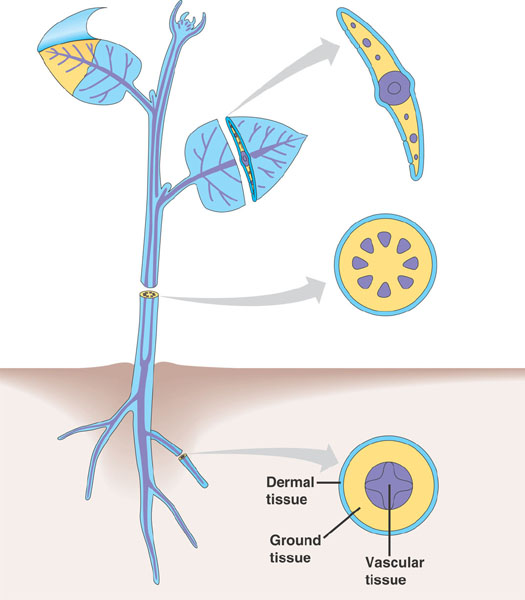 Dermal
tissue
Ground
tissue
Vascular
tissue